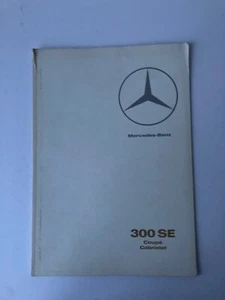 Mercedes-Benz
300 SE
Coupé
Cabriolet